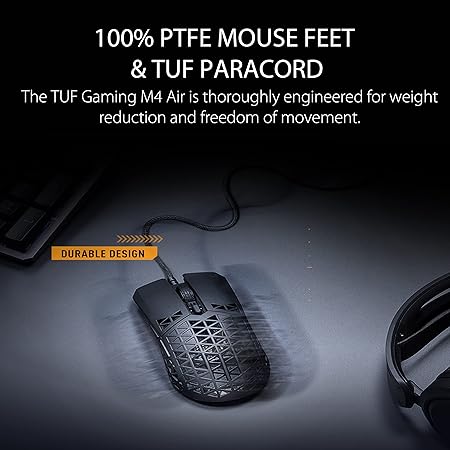 100% PTFE MOUSE FEET
& TUF PARACORD
The TUF Gaming M4 Air is thoroughly engineered for weight
reduction and freedom of movement.
DURABLE DESIGN